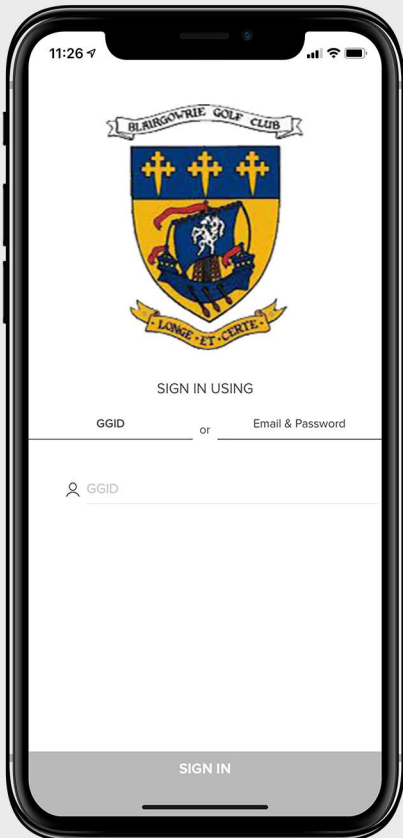 11:26
BLAIRGOWRIE GOLF CLUB
· LONGE · ET · CERTE ·
SIGN IN USING
GGID
or
Email & Password
GGID
SIGN IN